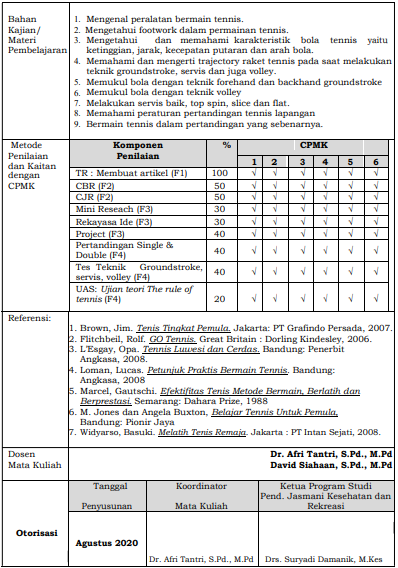 Bahan
Kajian/
Materi
Pembelajaran
1. Mengenal peralatan bermain tennis.
2. Mengetahui footwork dalam permainan tennis.
3. Mengetahui dan memahami karakteristik bola tennis yaitu
ketinggian, jarak, kecepatan putaran dan arah bola.
4. Memahami dan mengerti trajectory raket tennis pada saat melakukan
teknik groundstroke, servis dan juga volley.
5. Memukul bola dengan forehand dan backhand groundstroke
6. Memukul bola dengan teknik volley
7. Melakukan servis baik, top spin, slice dan flat.
8. Memahami peraturan pertandingan tennis lapangan
9. Bermain tennis dalam pertandingan yang sebenarnya.
Metode
Penilaian
dan Kaitan
dengan
CPMK
Komponen
Penilaian
% CPMK
1 2 3 4 5 6
TR : Membuat artikel (F1) 100 √ √ √ √ √ √
CBR (F2) 50 √ √ √ √ √ √
CJR (F2) 50 √ √ √ √ √ √
Mini Reseach (F3) 30 √ √ √ √ √ √
Rekayasa Ide (F3) 30 √ √ √ √ √ √
Project (F3) 40 √ √ √ √ √ √
Pertandingan Single &
Double (F4) 40 √ √ √ √ √ √
Tes Teknik Groundstroke,
servis, volley (F4) 40 √ √ √ √ √ √
UAS: Ujian teori The rule of
tennis (F4) 20 √ √ √ √ √ √
Referensi:
1. Brown, Jim. Tenis Tingkat Pemula. Jakarta: PT Grafindo Persada, 2007.
2. Flitchbeil, Rolf. GO Tennis. Great Britain : Dorling Kindesley, 2006.
3. L'Esgay, Opa. Tennis Luwesi dan Cerdas. Bandung: Penerbit
Angkasa, 2008.
4. Loman, Lucas. Petunjuk Praktis Bermain Tennis. Bandung:
Angkasa, 2008
5. Marcel, Gautschi. Efektifitas Tenis Metode Bermain, Berlatih dan
Berprestasi. Semarang: Dahara Prize, 1988
6. M. Jones dan Angela Buxton, Belajar Tennis Untuk Pemula,
Bandung: Pionir Jaya
7. Widyarso, Basuki. Melatih Tenis Remaja. Jakarta : PT Intan Sejati, 2008.
Dosen
Mata Kuliah
Dr. Afri Tantri, S.Pd., M.Pd
David Siahaan, S.Pd., M.Pd
Otorisasi
Tanggal
Penyusunan
Koordinator
Mata Kuliah
Ketua Program Studi
Pend. Jasmani Kesehatan dan
Rekreasi
Agustus 2020
Dr. Afri Tantri, S.Pd., M.Pd
Drs. Suryadi Damanik, M.Kes